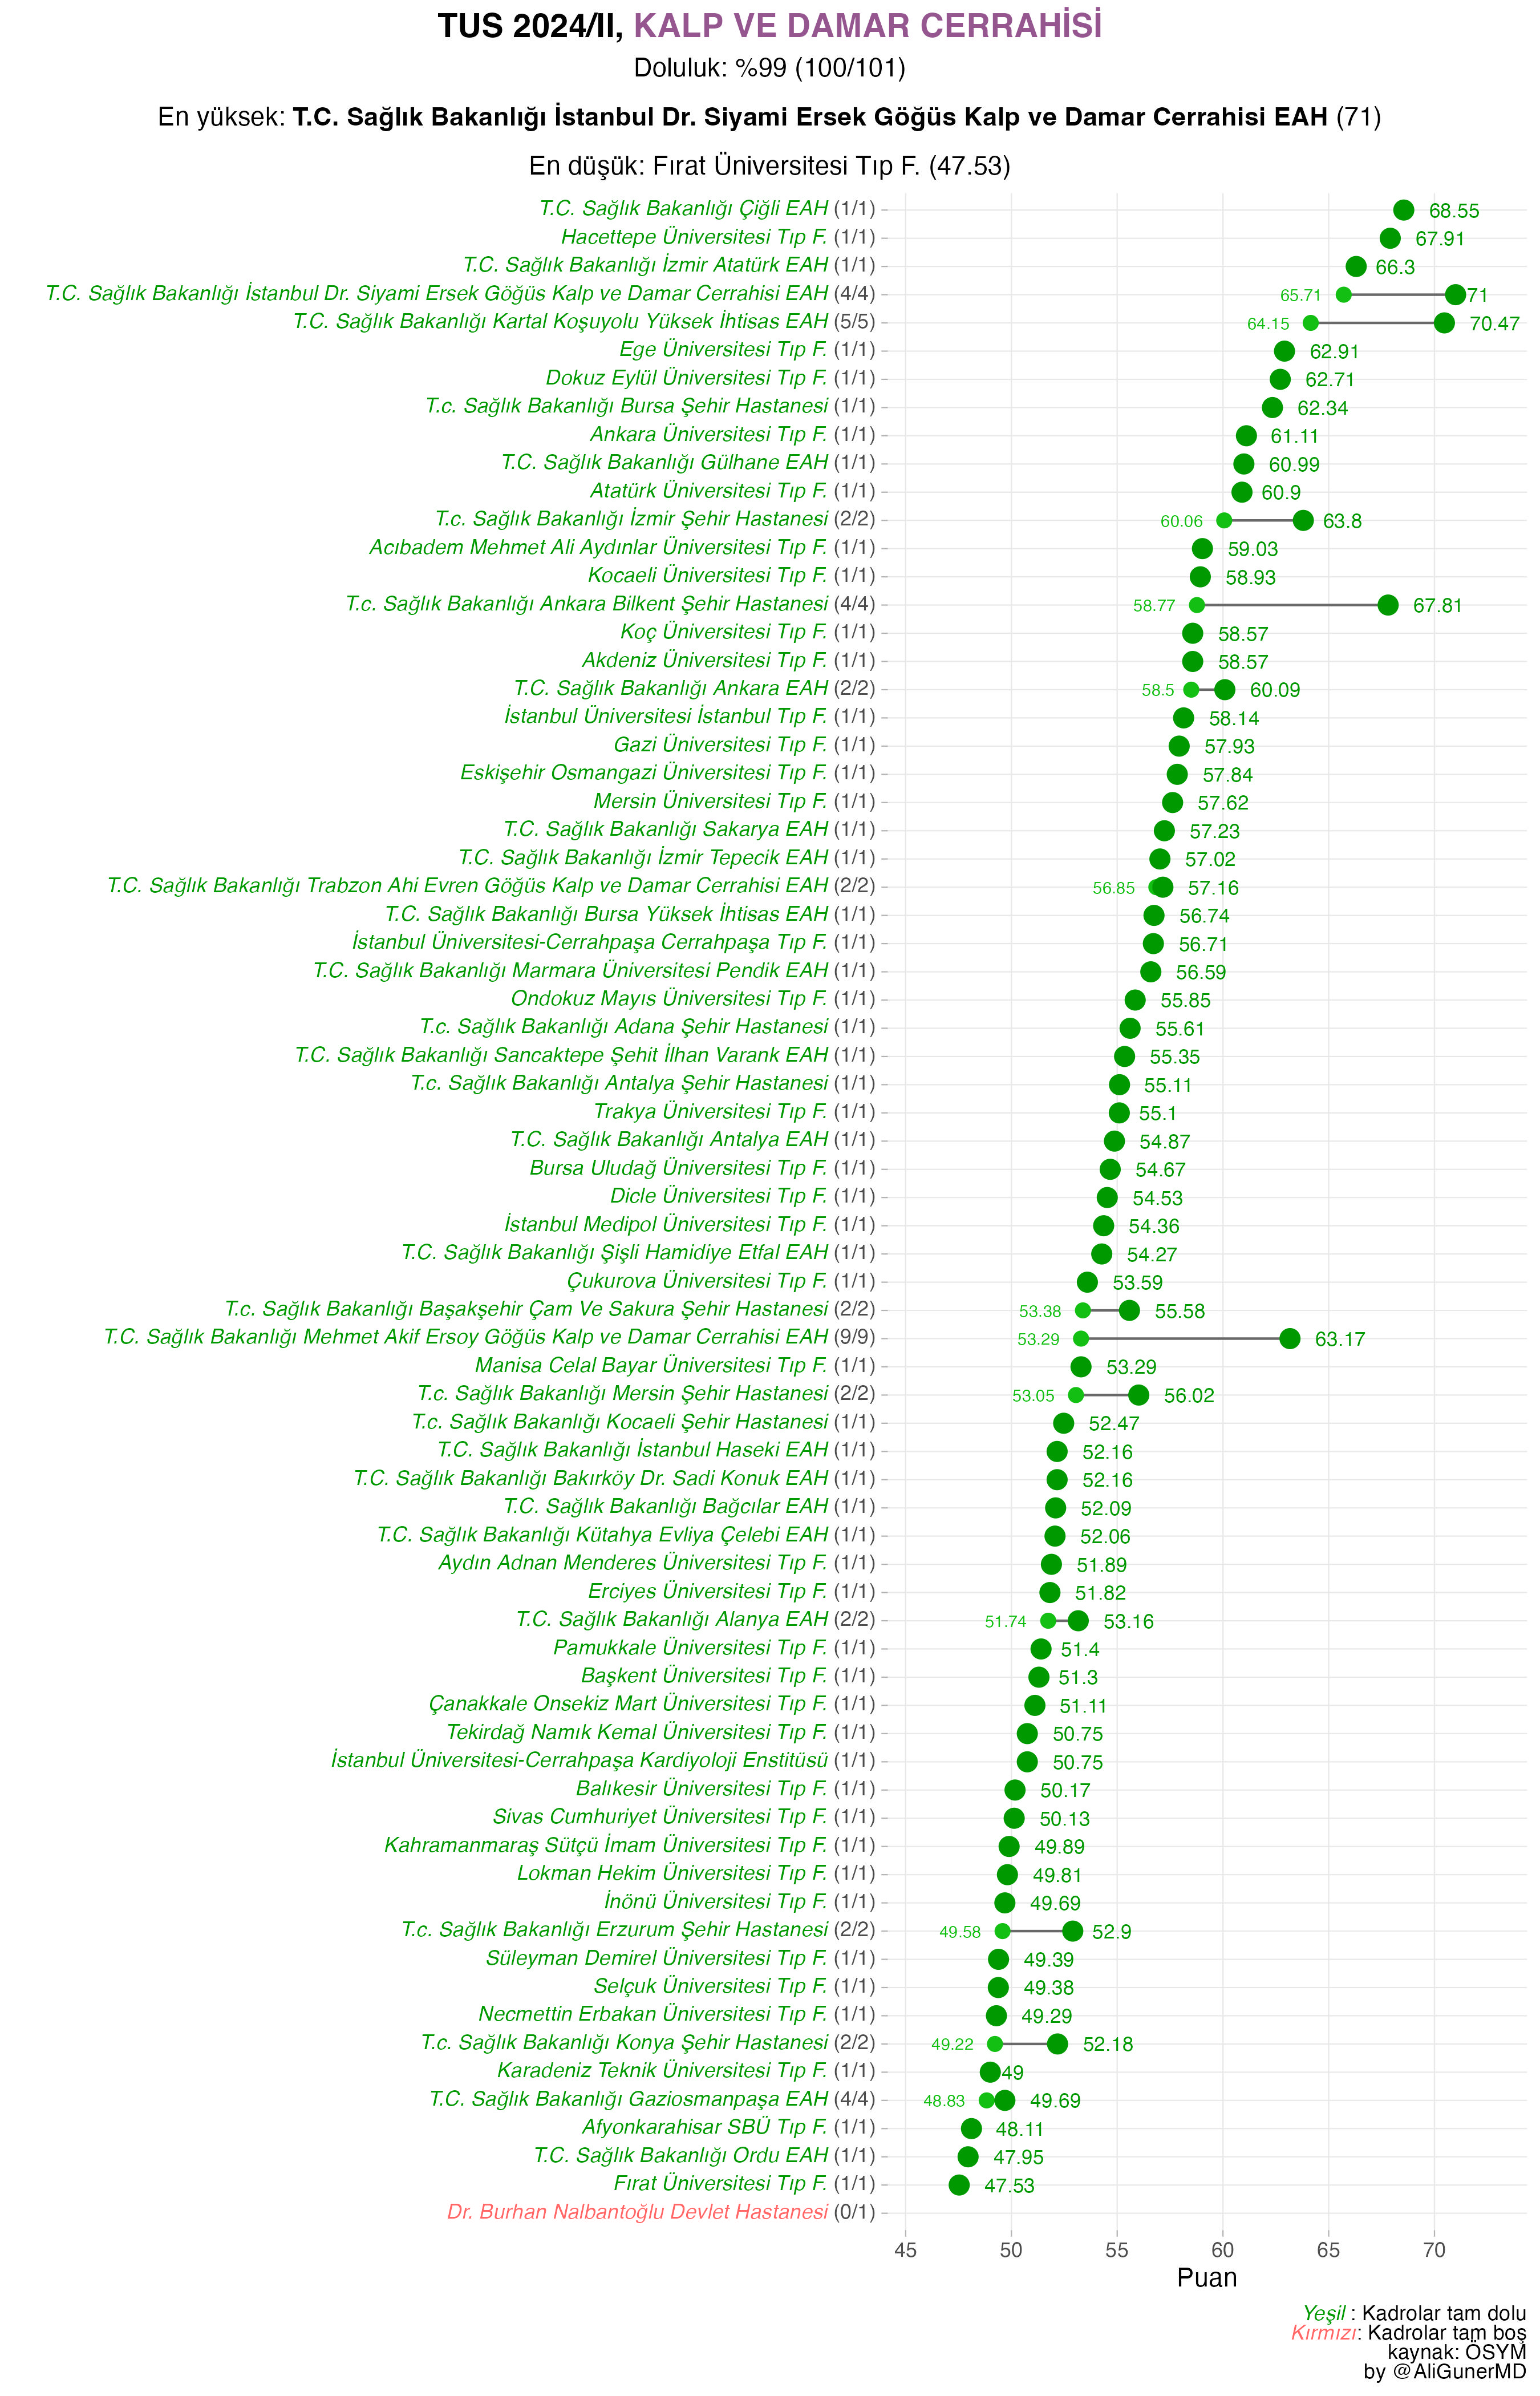 TUS 2024/II, KALP VE DAMAR CERRAHİSİ
Doluluk: %99 (100/101)
En yüksek: T.C. Sağlık Bakanlığı İstanbul Dr. Siyami Ersek Göğüs Kalp ve Damar Cerrahisi EAH (71)
En düşük: Fırat Üniversitesi Tıp F. (47.53)
T.C. Sağlık Bakanlığı Çiğli EAH (1/1) 68.55
Hacettepe Üniversitesi Tıp F. (1/1) 67.91
T.C. Sağlık Bakanlığı İzmir Atatürk EAH (1/1) 66.3
T.C. Sağlık Bakanlığı İstanbul Dr. Siyami Ersek Göğüs Kalp ve Damar Cerrahisi EAH (4/4) 65.71 71
T.C. Sağlık Bakanlığı Kartal Koşuyolu Yüksek İhtisas EAH (5/5) 64.15 70.47
Ege Üniversitesi Tıp F. (1/1) 62.91
Dokuz Eylül Üniversitesi Tıp F. (1/1) 62.71
T.c. Sağlık Bakanlığı Bursa Şehir Hastanesi (1/1) 62.34
Ankara Üniversitesi Tıp F. (1/1) 61.11
T.C. Sağlık Bakanlığı Gülhane EAH (1/1) 60.99
Atatürk Üniversitesi Tıp F. (1/1) 60.9
T.c. Sağlık Bakanlığı İzmir Şehir Hastanesi (2/2) 60.06 63.8
Acıbadem Mehmet Ali Aydınlar Üniversitesi Tıp F. (1/1) 59.03
Kocaeli Üniversitesi Tıp F. (1/1) 58.93
T.c. Sağlık Bakanlığı Ankara Bilkent Şehir Hastanesi (4/4) 58.77 67.81
Koç Üniversitesi Tıp F. (1/1) 58.57
Akdeniz Üniversitesi Tıp F. (1/1) 58.57
T.C. Sağlık Bakanlığı Ankara EAH (2/2) 58.5 60.09
İstanbul Üniversitesi İstanbul Tıp F. (1/1) 58.14
Gazi Üniversitesi Tıp F. (1/1) 57.93
Eskişehir Osmangazi Üniversitesi Tıp F. (1/1) 57.84
Mersin Üniversitesi Tıp F. (1/1) 57.62
T.C. Sağlık Bakanlığı Sakarya EAH (1/1) 57.23
T.C. Sağlık Bakanlığı İzmir Tepecik EAH (1/1) 57.02
T.C. Sağlık Bakanlığı Trabzon Ahi Evren Göğüs Kalp ve Damar Cerrahisi EAH (2/2) 56.85 57.16
T.C. Sağlık Bakanlığı Bursa Yüksek İhtisas EAH (1/1) 56.74
İstanbul Üniversitesi-Cerrahpaşa Cerrahpaşa Tıp F. (1/1) 56.71
T.C. Sağlık Bakanlığı Marmara Üniversitesi Pendik EAH (1/1) 56.59
Ondokuz Mayıs Üniversitesi Tıp F. (1/1) 55.85
T.c. Sağlık Bakanlığı Adana Şehir Hastanesi (1/1) 55.61
T.C. Sağlık Bakanlığı Sancaktepe Şehit İlhan Varank EAH (1/1) 55.35
T.c. Sağlık Bakanlığı Antalya Şehir Hastanesi (1/1) 55.11
Trakya Üniversitesi Tıp F. (1/1) 55.1
T.C. Sağlık Bakanlığı Antalya EAH (1/1) 54.87
Bursa Uludağ Üniversitesi Tıp F. (1/1) 54.67
Dicle Üniversitesi Tıp F. (1/1) 54.53
İstanbul Medipol Üniversitesi Tıp F. (1/1) 54.36
T.C. Sağlık Bakanlığı Şişli Hamidiye Etfal EAH (1/1) 54.27
Çukurova Üniversitesi Tıp F. (1/1) 53.59
T.c. Sağlık Bakanlığı Başakşehir Çam Ve Sakura Şehir Hastanesi (2/2) 53.38 55.58
T.C. Sağlık Bakanlığı Mehmet Akif Ersoy Göğüs Kalp ve Damar Cerrahisi EAH (9/9) 53.29 63.17
Manisa Celal Bayar Üniversitesi Tıp F. (1/1) 53.29
T.c. Sağlık Bakanlığı Mersin Şehir Hastanesi (2/2) 53.05 56.02
T.c. Sağlık Bakanlığı Kocaeli Şehir Hastanesi (1/1) 52.47
T.C. Sağlık Bakanlığı İstanbul Haseki EAH (1/1) 52.16
T.C. Sağlık Bakanlığı Bakırköy Dr. Sadi Konuk EAH (1/1) 52.16
T.C. Sağlık Bakanlığı Bağcılar EAH (1/1) 52.09
T.C. Sağlık Bakanlığı Kütahya Evliya Çelebi EAH (1/1) 52.06
Aydın Adnan Menderes Üniversitesi Tıp F. (1/1) 51.89
Erciyes Üniversitesi Tıp F. (1/1) 51.82
T.C. Sağlık Bakanlığı Alanya EAH (2/2) 51.74 53.16
Pamukkale Üniversitesi Tıp F. (1/1) 51.4
Başkent Üniversitesi Tıp F. (1/1) 51.3
Çanakkale Onsekiz Mart Üniversitesi Tıp F. (1/1) 51.11
Tekirdağ Namık Kemal Üniversitesi Tıp F. (1/1) 50.75
İstanbul Üniversitesi-Cerrahpaşa Kardiyoloji Enstitüsü (1/1) 50.75
Balıkesir Üniversitesi Tıp F. (1/1) 50.17
Sivas Cumhuriyet Üniversitesi Tıp F. (1/1) 50.13
Kahramanmaraş Sütçü İmam Üniversitesi Tıp F. (1/1) 49.89
Lokman Hekim Üniversitesi Tıp F. (1/1) 49.81
İnönü Üniversitesi Tıp F. (1/1) 49.69
T.c. Sağlık Bakanlığı Erzurum Şehir Hastanesi (2/2) 49.58 52.9
Süleyman Demirel Üniversitesi Tıp F. (1/1) 49.39
Selçuk Üniversitesi Tıp F. (1/1) 49.38
Necmettin Erbakan Üniversitesi Tıp F. (1/1) 49.29
T.c. Sağlık Bakanlığı Konya Şehir Hastanesi (2/2) 49.22 52.18
Karadeniz Teknik Üniversitesi Tıp F. (1/1) 49
T.C. Sağlık Bakanlığı Gaziosmanpaşa EAH (4/4) 48.83 49.69
Afyonkarahisar SBÜ Tıp F. (1/1) 48.11
T.C. Sağlık Bakanlığı Ordu EAH (1/1) 47.95
Fırat Üniversitesi Tıp F. (1/1) 47.53
Dr. Burhan Nalbantoğlu Devlet Hastanesi (0/1)
45 50 55 60 65 70
Puan
Yeşil : Kadrolar tam dolu
Kırmızı: Kadrolar tam boş
kaynak: ÖSYM
by @AliGunerMD